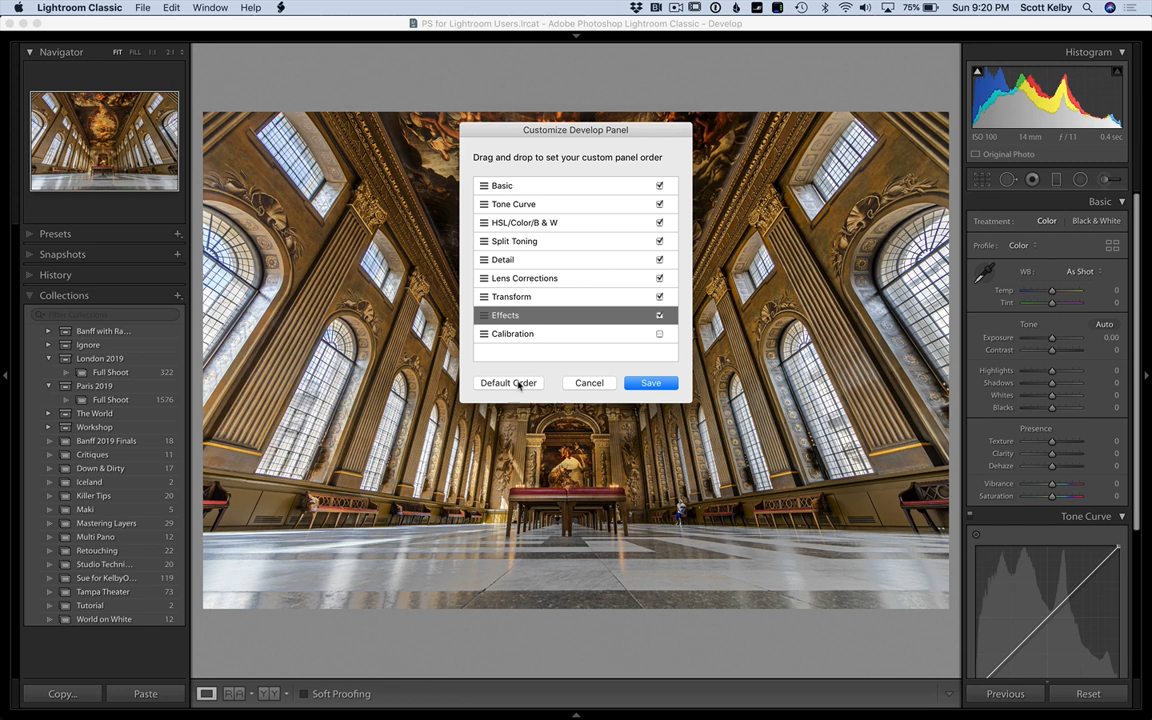 Lightroom Classic File Edit Window Help 75% Sun 9:20 PM Scott Kelby
PS for Lightroom Users.lrcat - Adobe Photoshop Lightroom Classic - Develop
Navigator FIT FILL 1:1 2:1
Presets
Snapshots
History
Collections
Filter Collections
Banff with Ra...
Ignore
London 2019
Full Shoot 322
Paris 2019
Full Shoot 1576
The World
Workshop
Banff 2019 Finals 18
Critiques 11
Down & Dirty 17
Iceland 2
Killer Tips 20
Maki 5
Mastering Layers 29
Multi Pano 12
Retouching 22
Studio Techni... 20
Sue for KelbyO... 119
Tampa Theater 73
Tutorial 2
World on White 12
Copy... Paste
Customize Develop Panel
Drag and drop to set your custom panel order
Basic
Tone Curve
HSL/Color/B & W
Split Toning
Detail
Lens Corrections
Transform
Effects
Calibration
Default Order Cancel Save
RA YY Soft Proofing
Histogram
ISO 100 14 mm ƒ / 11 0.4 sec
Original Photo
Basic
Treatment : Color Black & White
Profile : Color
WB : As Shot
Temp 0
Tint 0
Tone Auto
Exposure 0.00
Contrast 0
Highlights 0
Shadows 0
Whites 0
Blacks 0
Presence
Texture 0
Clarity 0
Dehaze 0
Vibrance 0
Saturation 0
Tone Curve
Previous Reset